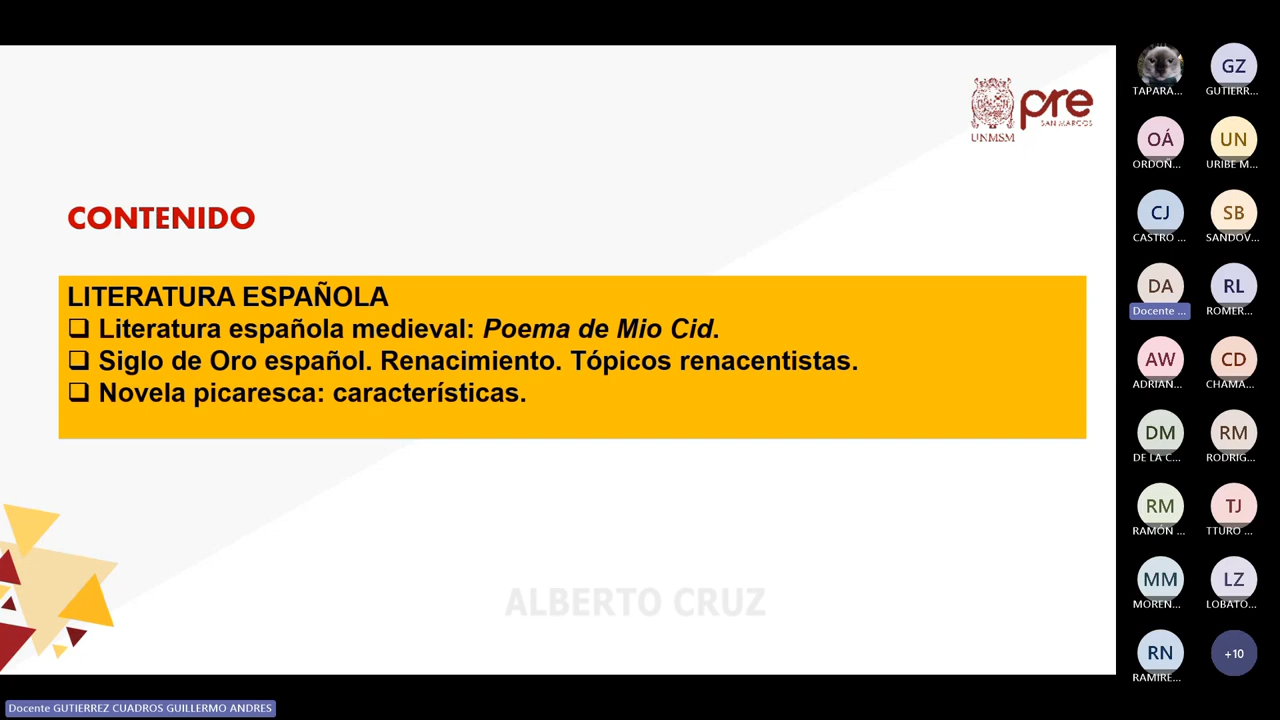 UNMSM
pre
SAN MARCOS
CONTENIDO
LITERATURA ESPAÑOLA
❑ Literatura española medieval: Poema de Mio Cid.
❑ Siglo de Oro español. Renacimiento. Tópicos renacentistas.
❑ Novela picaresca: características.
ALBERTO CRUZ
Docente GUTIERREZ CUADROS GUILLERMO ANDRES
TAPARA...
GZ
GUTIERR...
OÁ
ORDOÑ...
UN
URIBE M...
CJ
CASTRO ...
SB
SANDOV...
DA
Docente ...
RL
ROMER...
AW
ADRIAN...
CD
CHAMA...
DM
DE LA C...
RM
RODRIG...
RM
RAMÓN ...
TJ
TTURO ...
MM
MOREN...
LZ
LOBATO...
RN
RAMIRE...
+10